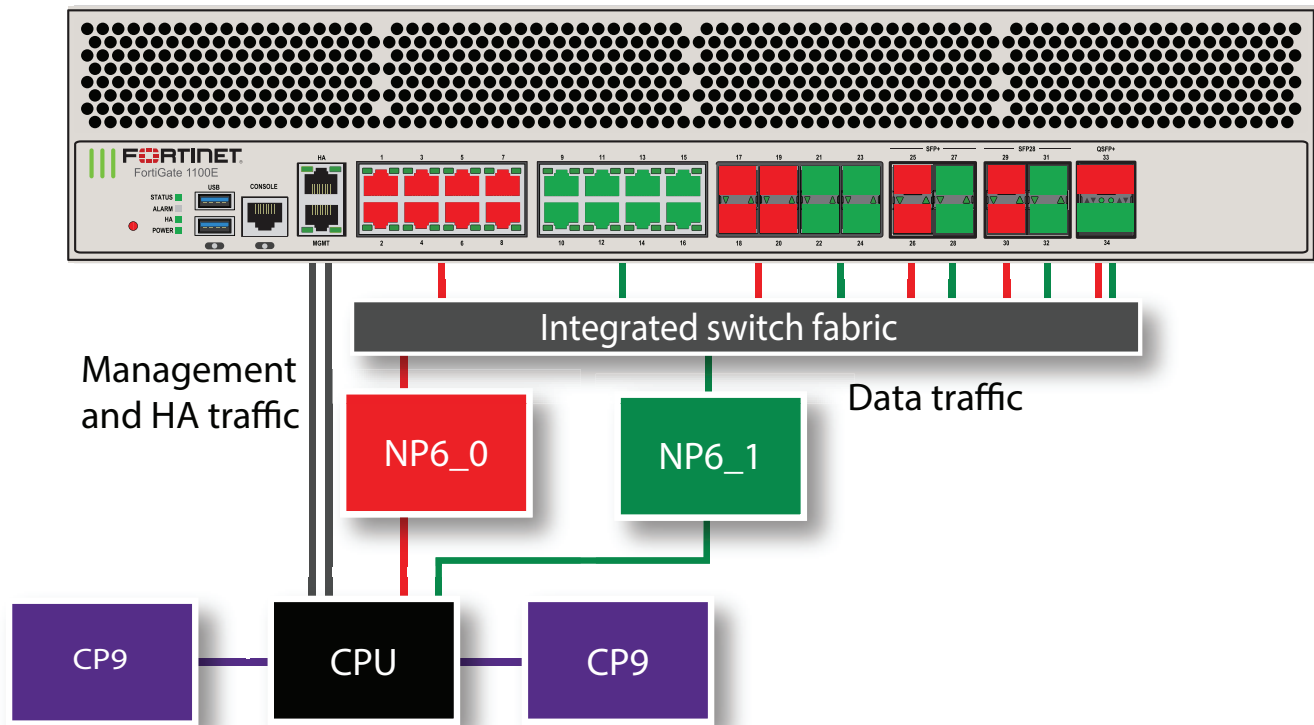 FORTINET
FortiGate 1100E
STATUS
ALARM
HA
POWER
USB
CONSOLE
HA
MGMT
1 3 5 7
2 4 6 8
9 11 13 15
10 12 14 16
17 19 21 23
18 20 22 24
SFP+
25 27
26 28
SFP28
29 31
30 32
QSFP+
33
34
Integrated switch fabric
Management
and HA traffic
Data traffic
NP6_0
NP6_1
CP9
CPU
CP9